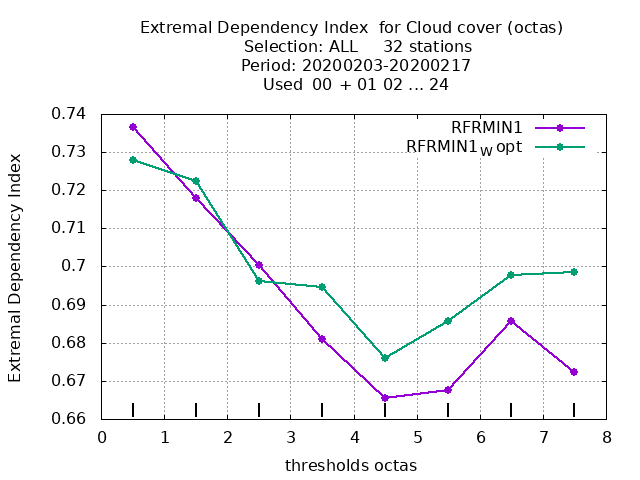 Extremal Dependency Index  for Cloud cover (octas)
Selection: ALL     32 stations
Period: 20200203-20200217
Used  00  + 01 02 ... 24
0.74
0.73
0.72
0.71
0.7
0.69
0.68
0.67
0.66
Extremal Dependency Index
RFRMIN1
RFRMIN1W opt
0 1 2 3 4 5 6 7 8
thresholds octas